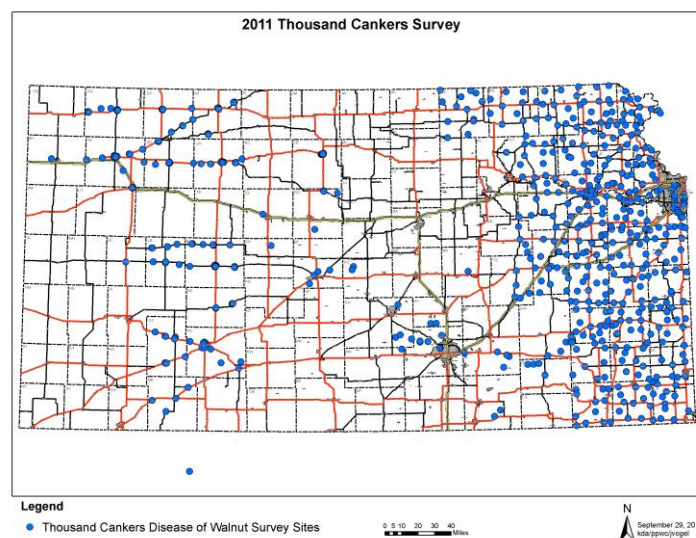 2011 Thousand Cankers Survey
Legend
Thousand Cankers Disease of Walnut Survey Sites
0 5 10 20 30 40
Miles
N
September 29, 20
kda/ppwc/jvogel